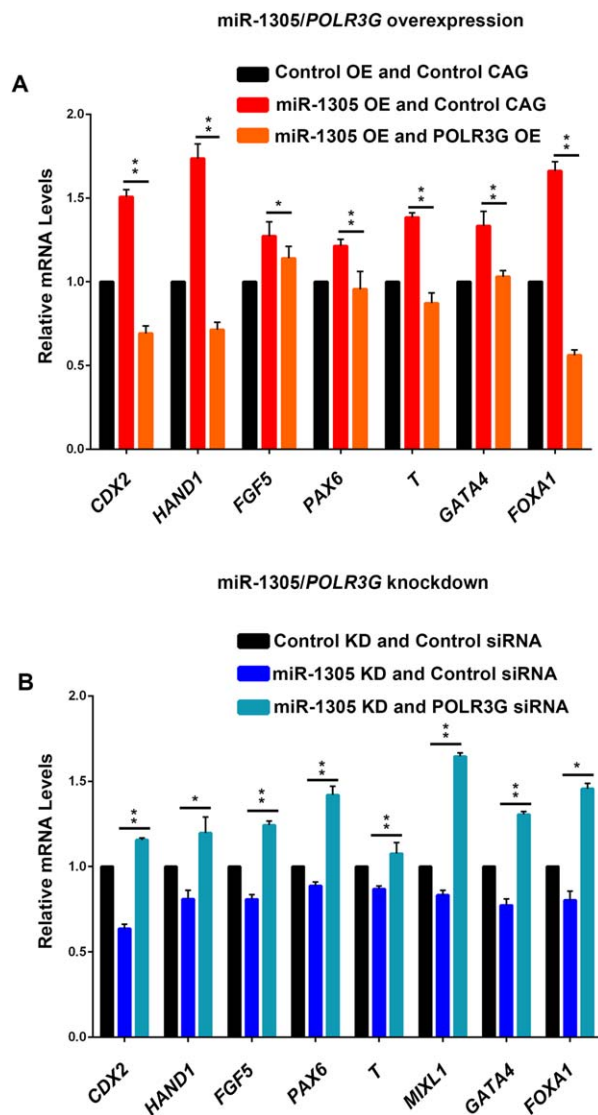 miR-1305/POLR3G overexpression
A
Control OE and Control CAG
miR-1305 OE and Control CAG
miR-1305 OE and POLR3G OE
Relative mRNA Levels
2.0
1.5
1.0
0.5
0.0
** ** * ** ** ** **
CDX2 HAND1 FGF5 PAX6 T GATA4 FOXA1
miR-1305/POLR3G knockdown
B
Control KD and Control siRNA
miR-1305 KD and Control siRNA
miR-1305 KD and POLR3G siRNA
Relative mRNA Levels
2.0
1.5
1.0
0.5
0.0
** * ** ** ** ** ** *
CDX2 HAND1 FGF5 PAX6 T MIXL1 GATA4 FOXA1